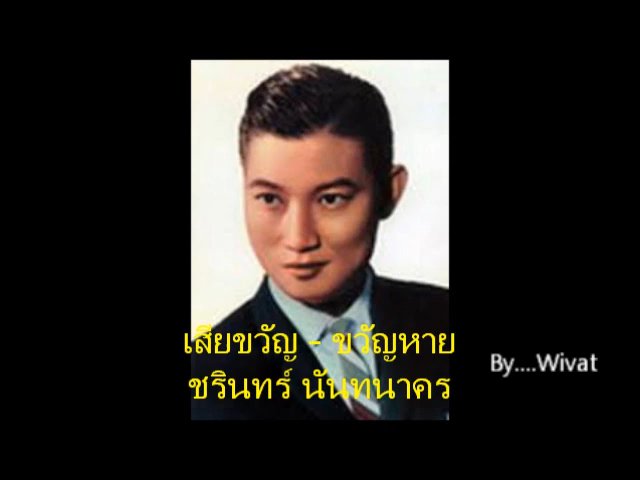 เสียขวัญ - ขวัญหาย
ชรินทร์ นันทนาคร
By....Wivat